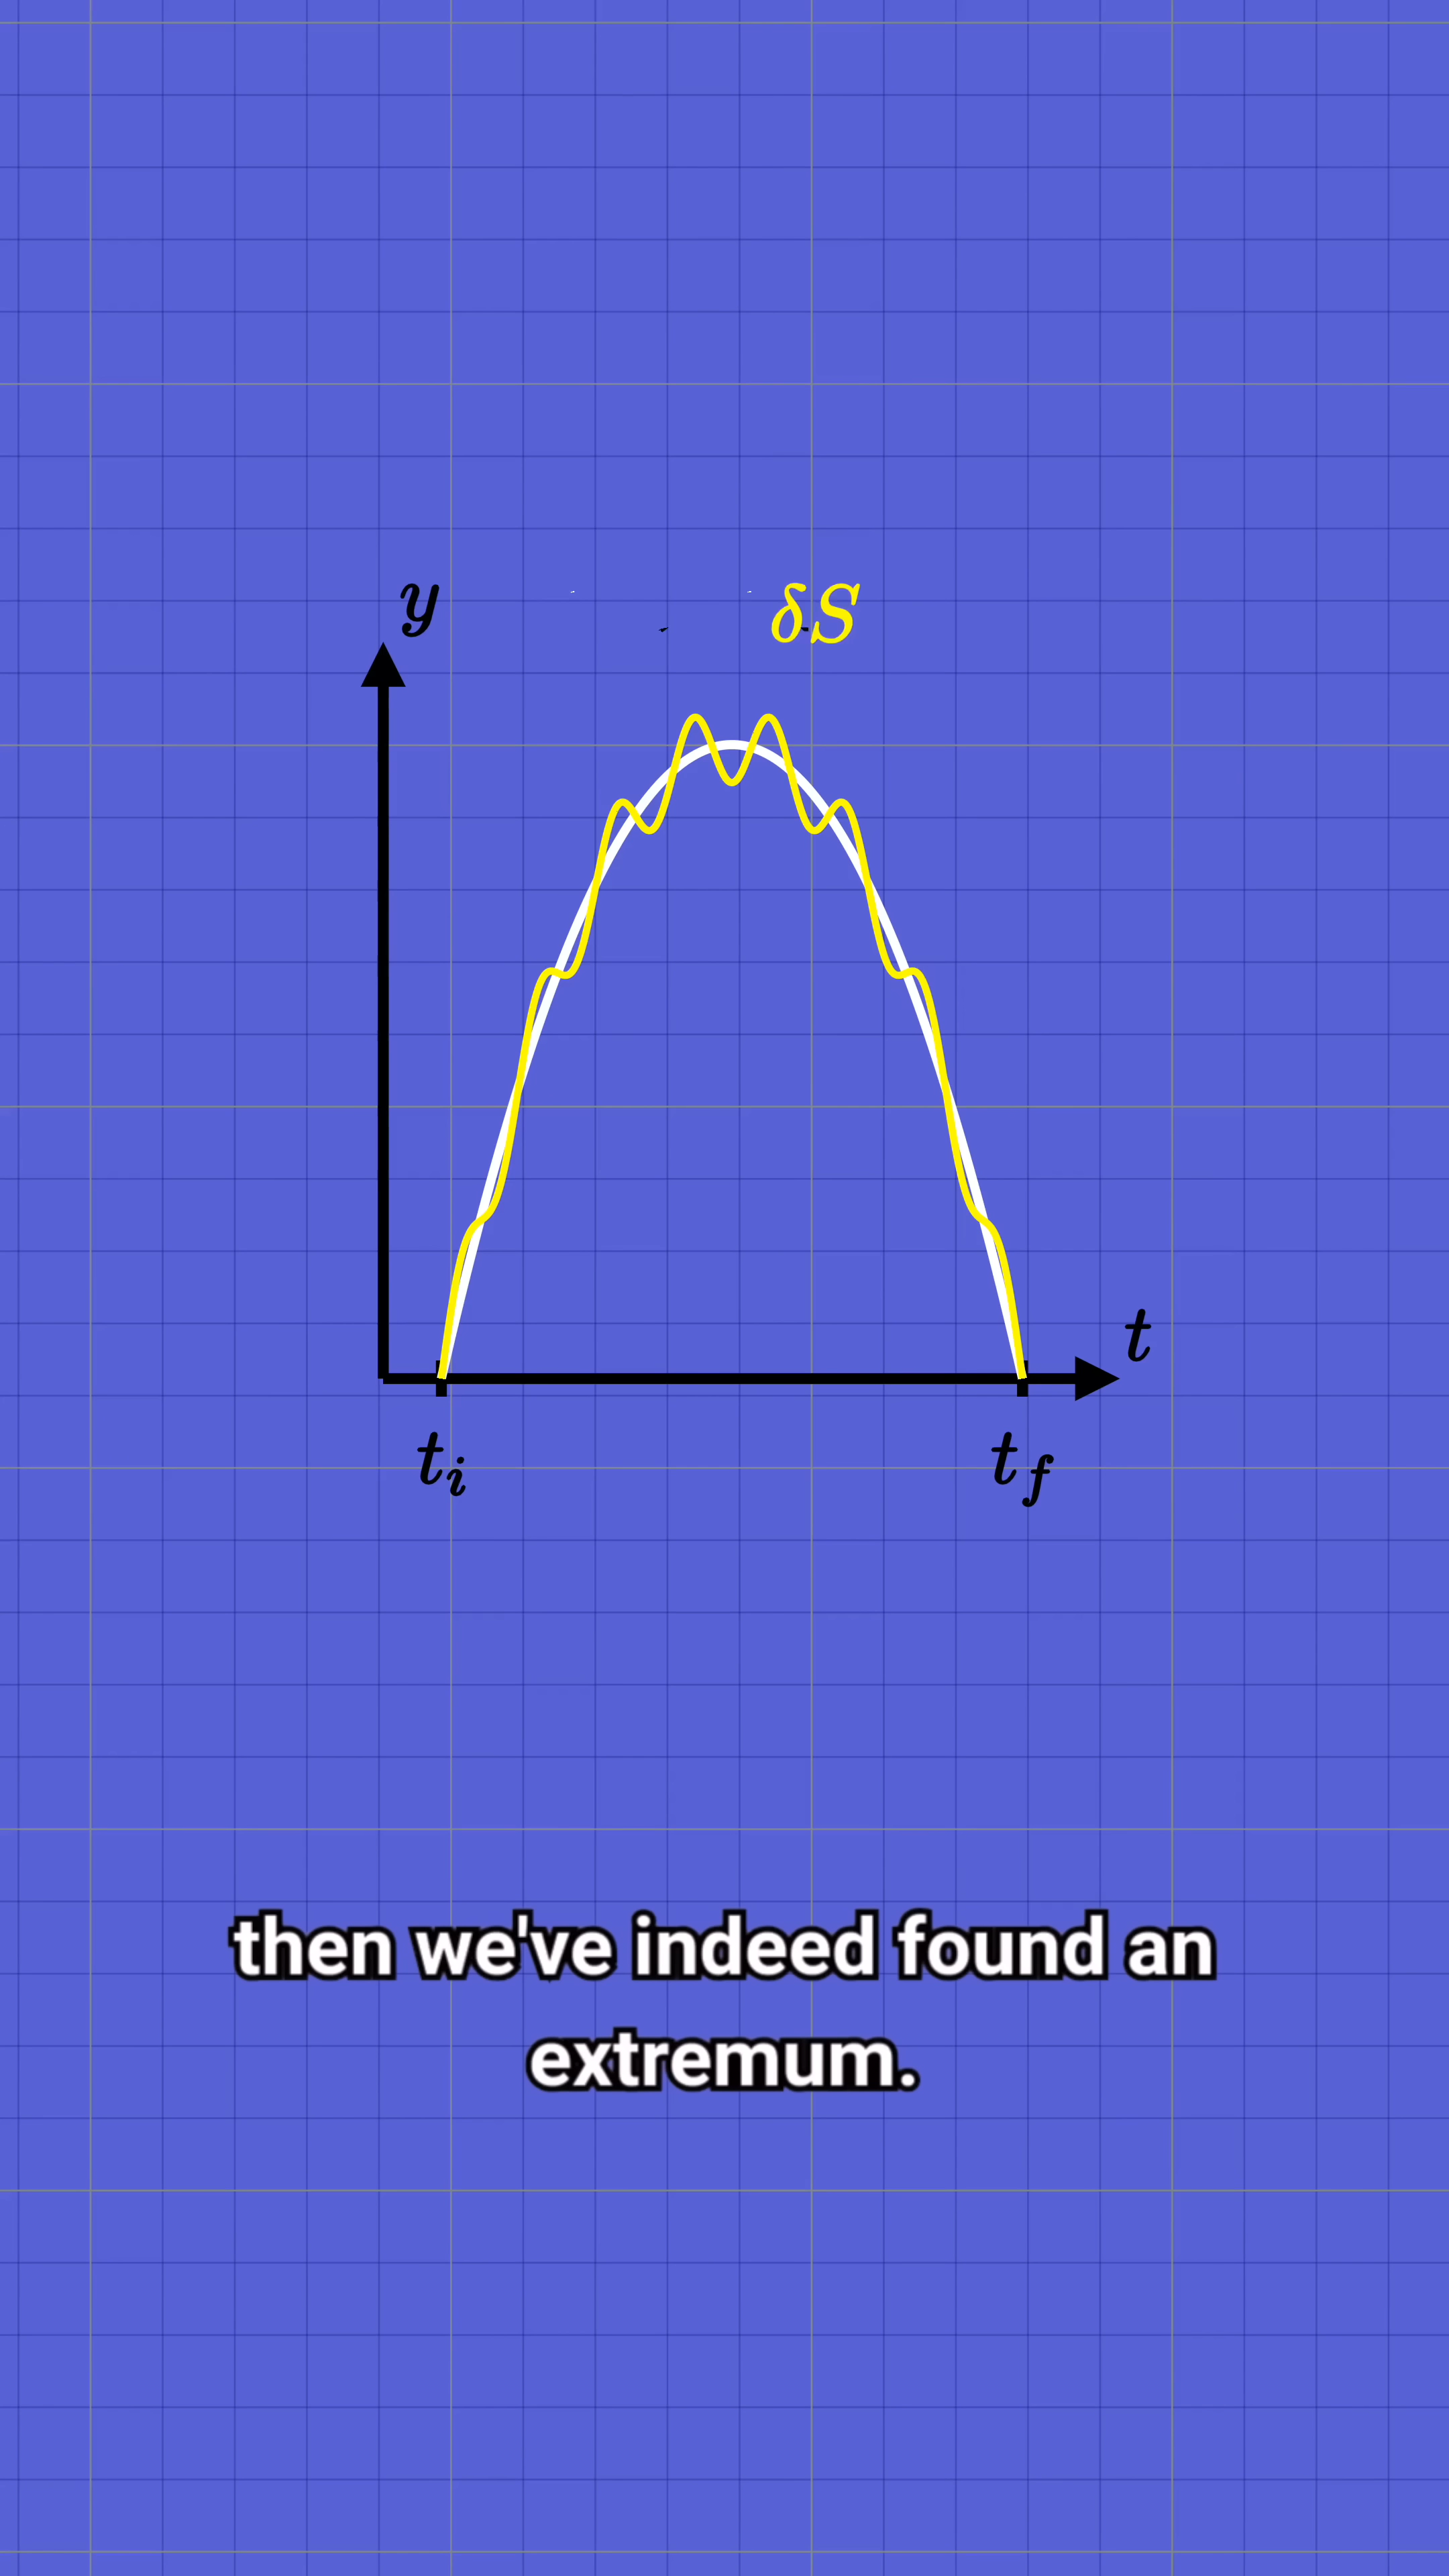 y
δS
t
t_i
t_f
then we've indeed found an
extremum.